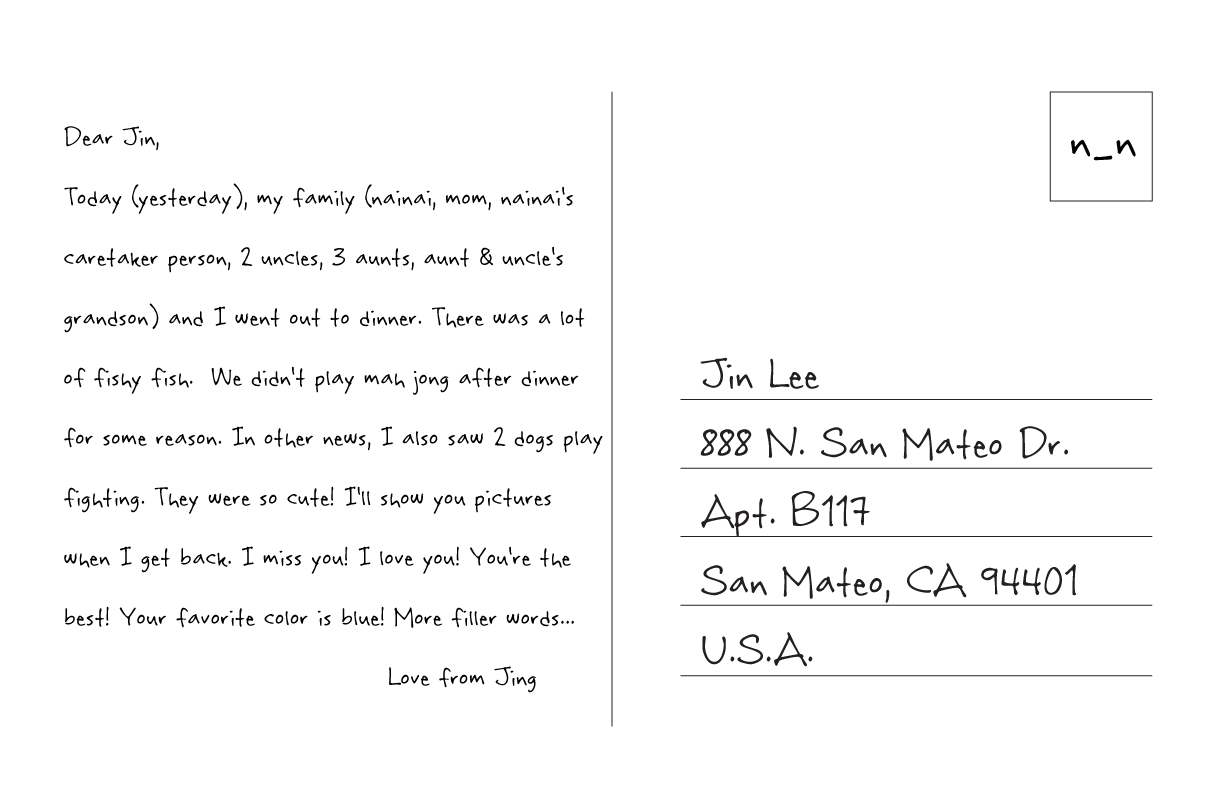 Dear Jin,
Today (yesterday), my family (nainai, mom, nainai's
caretaker person, 2 uncles, 3 aunts, aunt & uncle's
grandson) and I went out to dinner. There was a lot
of fishy fish.  We didn't play mah jong after dinner
for some reason. In other news, I also saw 2 dogs play
fighting. They were so cute! I'll show you pictures
when I get back. I miss you! I love you! You're the
best! Your favorite color is blue! More filler words...
Love from Jing
n_n
Jin Lee
888 N. San Mateo Dr.
Apt. B117
San Mateo, CA 94401
U.S.A.